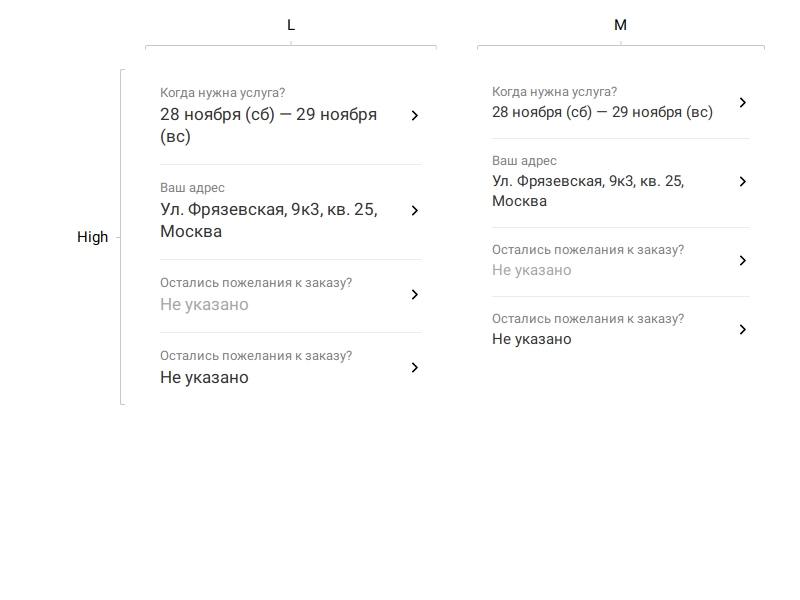 L
M
High
Когда нужна услуга?
28 ноября (сб) — 29 ноября
(вс)
Ваш адрес
Ул. Фрязевская, 9к3, кв. 25,
Москва
Остались пожелания к заказу?
Не указано
Остались пожелания к заказу?
Не указано
Когда нужна услуга?
28 ноября (сб) — 29 ноября (вс)
Ваш адрес
Ул. Фрязевская, 9к3, кв. 25,
Москва
Остались пожелания к заказу?
Не указано
Остались пожелания к заказу?
Не указано